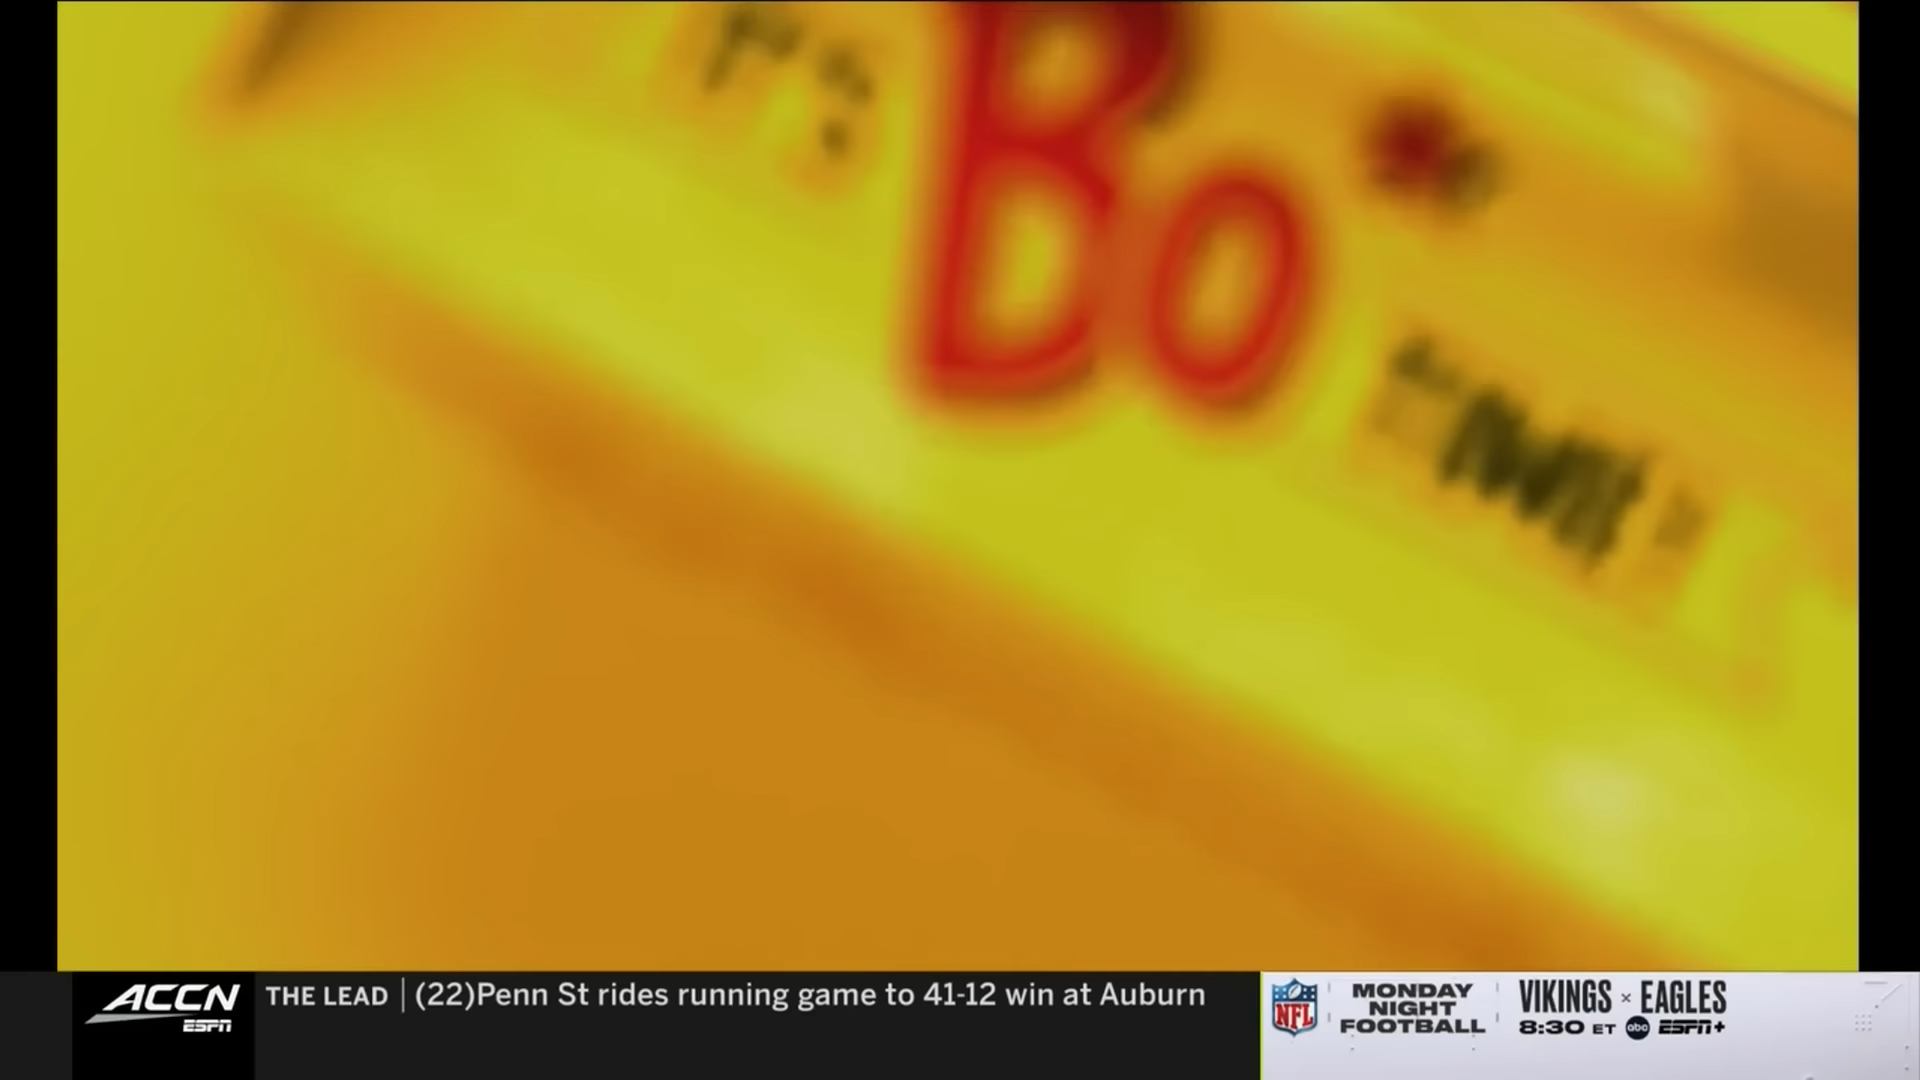 Bo
ACCN
ESPN
THE LEAD | (22)Penn St rides running game to 41-12 win at Auburn
NFL
MONDAY
NIGHT
FOOTBALL
VIKINGS x EAGLES
8:30 ET abc ESPN+